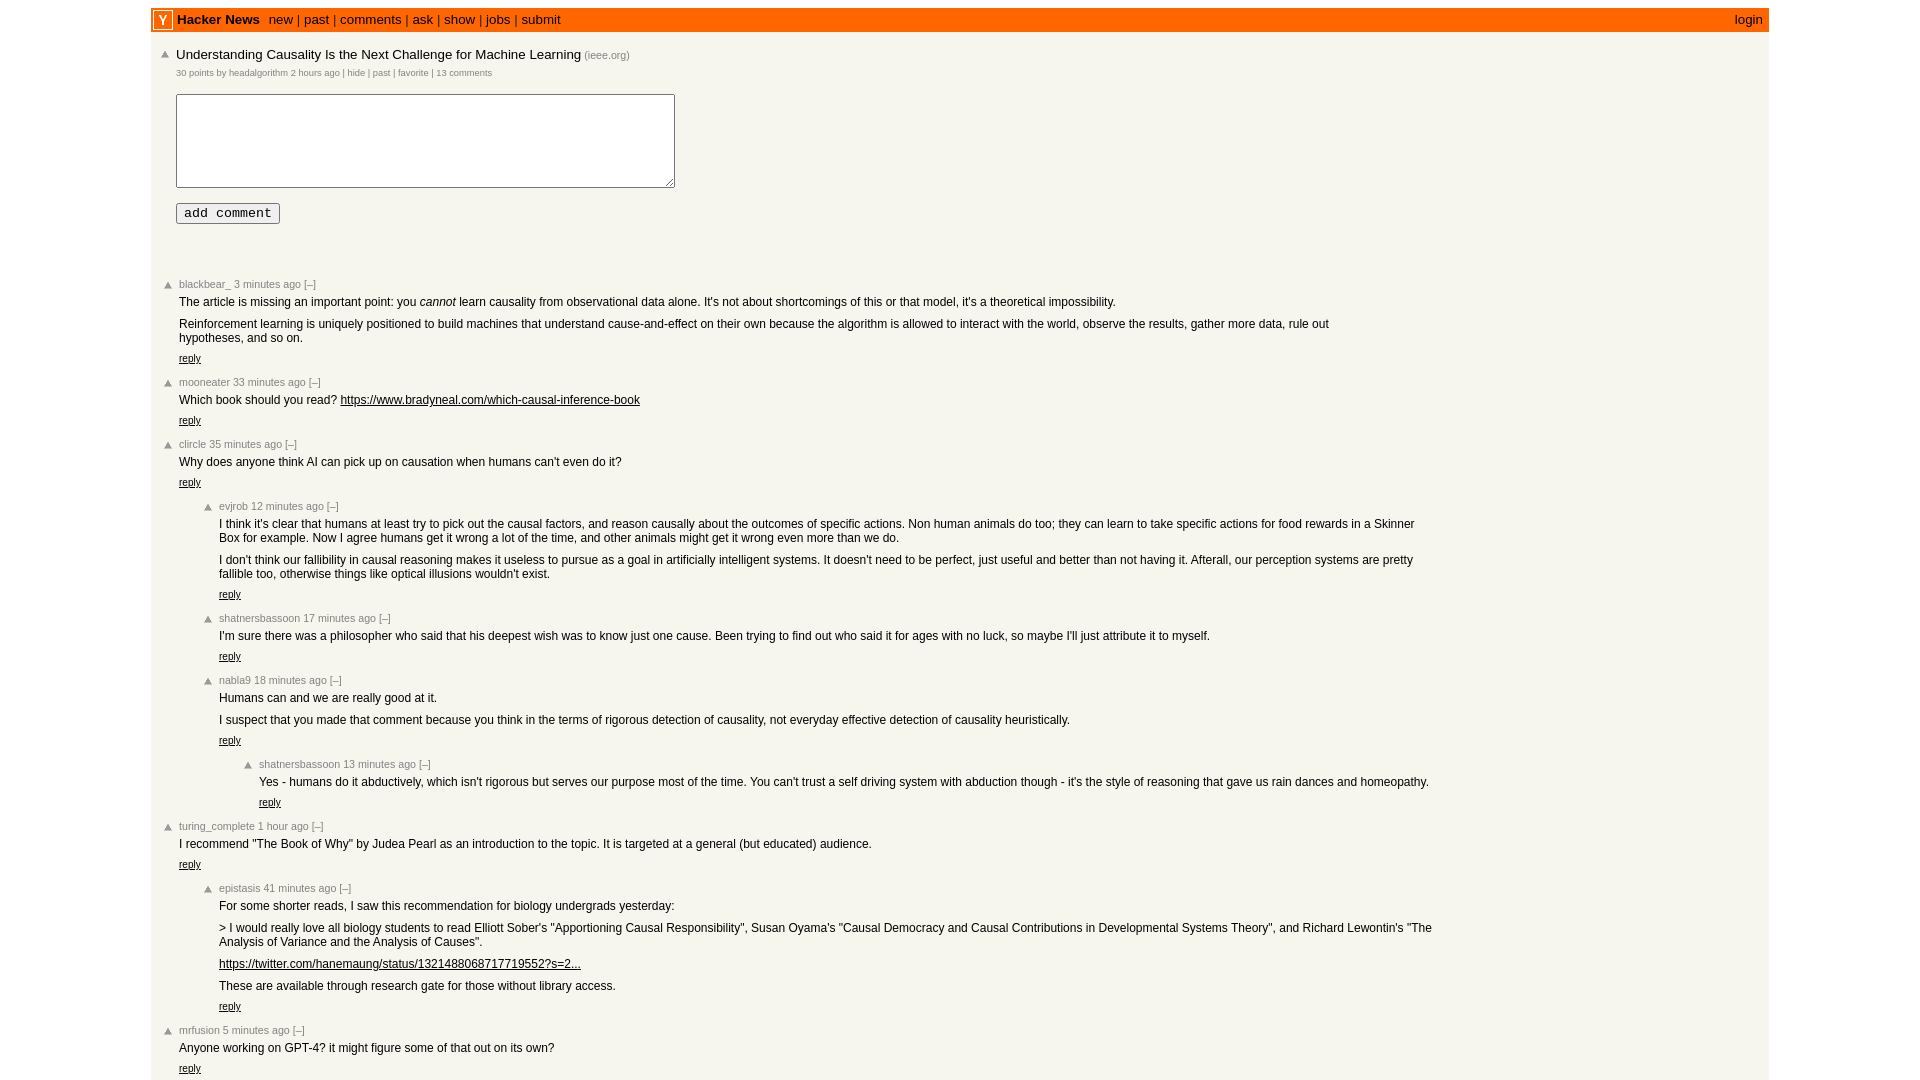 Y Hacker News new | past | comments | ask | show | jobs | submit login
Understanding Causality Is the Next Challenge for Machine Learning (ieee.org)
30 points by headalgorithm 2 hours ago | hide | past | favorite | 13 comments
add comment
blackbear_ 3 minutes ago [–]
The article is missing an important point: you cannot learn causality from observational data alone. It's not about shortcomings of this or that model, it's a theoretical impossibility.
Reinforcement learning is uniquely positioned to build machines that understand cause-and-effect on their own because the algorithm is allowed to interact with the world, observe the results, gather more data, rule out
hypotheses, and so on.
reply
mooneater 33 minutes ago [–]
Which book should you read? https://www.bradyneal.com/which-causal-inference-book
reply
clircle 35 minutes ago [–]
Why does anyone think AI can pick up on causation when humans can't even do it?
reply
evjrob 12 minutes ago [–]
I think it's clear that humans at least try to pick out the causal factors, and reason causally about the outcomes of specific actions. Non human animals do too; they can learn to take specific actions for food rewards in a Skinner
Box for example. Now I agree humans get it wrong a lot of the time, and other animals might get it wrong even more than we do.
I don't think our fallibility in causal reasoning makes it useless to pursue as a goal in artificially intelligent systems. It doesn't need to be perfect, just useful and better than not having it. Afterall, our perception systems are pretty
fallible too, otherwise things like optical illusions wouldn't exist.
reply
shatnersbassoon 17 minutes ago [–]
I'm sure there was a philosopher who said that his deepest wish was to know just one cause. Been trying to find out who said it for ages with no luck, so maybe I'll just attribute it to myself.
reply
nabla9 18 minutes ago [–]
Humans can and we are really good at it.
I suspect that you made that comment because you think in the terms of rigorous detection of causality, not everyday effective detection of causality heuristically.
reply
shatnersbassoon 13 minutes ago [–]
Yes - humans do it abductively, which isn't rigorous but serves our purpose most of the time. You can't trust a self driving system with abduction though - it's the style of reasoning that gave us rain dances and homeopathy.
reply
turing_complete 1 hour ago [–]
I recommend "The Book of Why" by Judea Pearl as an introduction to the topic. It is targeted at a general (but educated) audience.
reply
epistasis 41 minutes ago [–]
For some shorter reads, I saw this recommendation for biology undergrads yesterday:
> I would really love all biology students to read Elliott Sober's "Apportioning Causal Responsibility", Susan Oyama's "Causal Democracy and Causal Contributions in Developmental Systems Theory", and Richard Lewontin's "The
Analysis of Variance and the Analysis of Causes".
https://twitter.com/hanemaung/status/1321488068717719552?s=2...
These are available through research gate for those without library access.
reply
mrfusion 5 minutes ago [–]
Anyone working on GPT-4? it might figure some of that out on its own?
reply